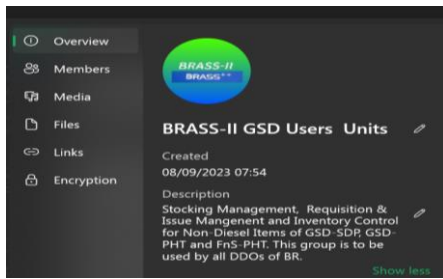 Overview
Members
Media
Files
Links
Encryption
BRASS-II
BRASS++
BRASS-II GSD Users Units
Created
08/09/2023 07:54
Description
Stocking Management, Requisition &
Issue Mangenent and Inventory Control
for Non-Diesel Items of GSD-SDP, GSD-
PHT and FnS-PHT. This group is to be
used by all DDOs of BR.
Show less